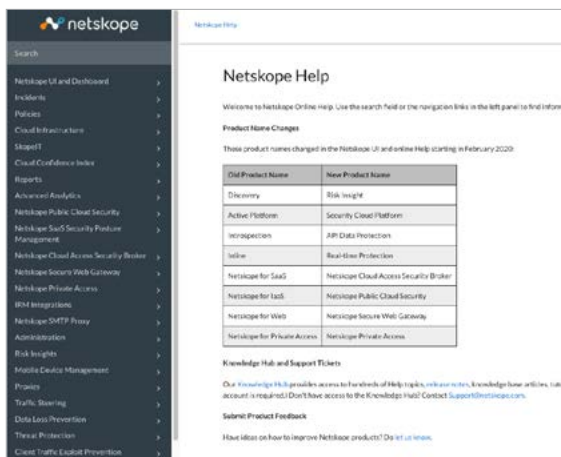 netskope
Search
Netskope UI and Dashboard
Incidents
Policies
Cloud Infrastructure
SkopeIT
Cloud Confidence Index
Reports
Advanced Analytics
Netskope Public Cloud Security
Netskope SaaS Security Posture
Management
Netskope Cloud Access Security Broker
Netskope Secure Web Gateway
Netskope Private Access
IRM Integrations
Netskope SMTP Proxy
Administration
Risk Insights
Mobile Device Management
Proxies
Traffic Steering
Data Loss Prevention
Threat Protection
Client Traffic Exploit Prevention
Netskope Help
Netskope Help
Welcome to Netskope Online Help. Use the search field or the navigation links in the left panel to find inform
Product Name Changes
These product names changed in the Netskope UI and online Help starting in February 2020:
Old Product Name New Product Name
Discovery Risk Insight
Active Platform Security Cloud Platform
Introspection API Data Protection
Inline Real-time Protection
Netskope for SaaS Netskope Cloud Access Security Broker
Netskope for IaaS Netskope Public Cloud Security
Netskope for Web Netskope Secure Web Gateway
Netskope for Private Access Netskope Private Access
Knowledge Hub and Support Tickets
Our Knowledge Hub provides access to hundreds of Help topics, release notes, knowledge base articles, tuto
account is required.) Don't have access to the Knowledge Hub? Contact Support@netskope.com.
Submit Product Feedback
Have ideas on how to improve Netskope products? Do let us know.